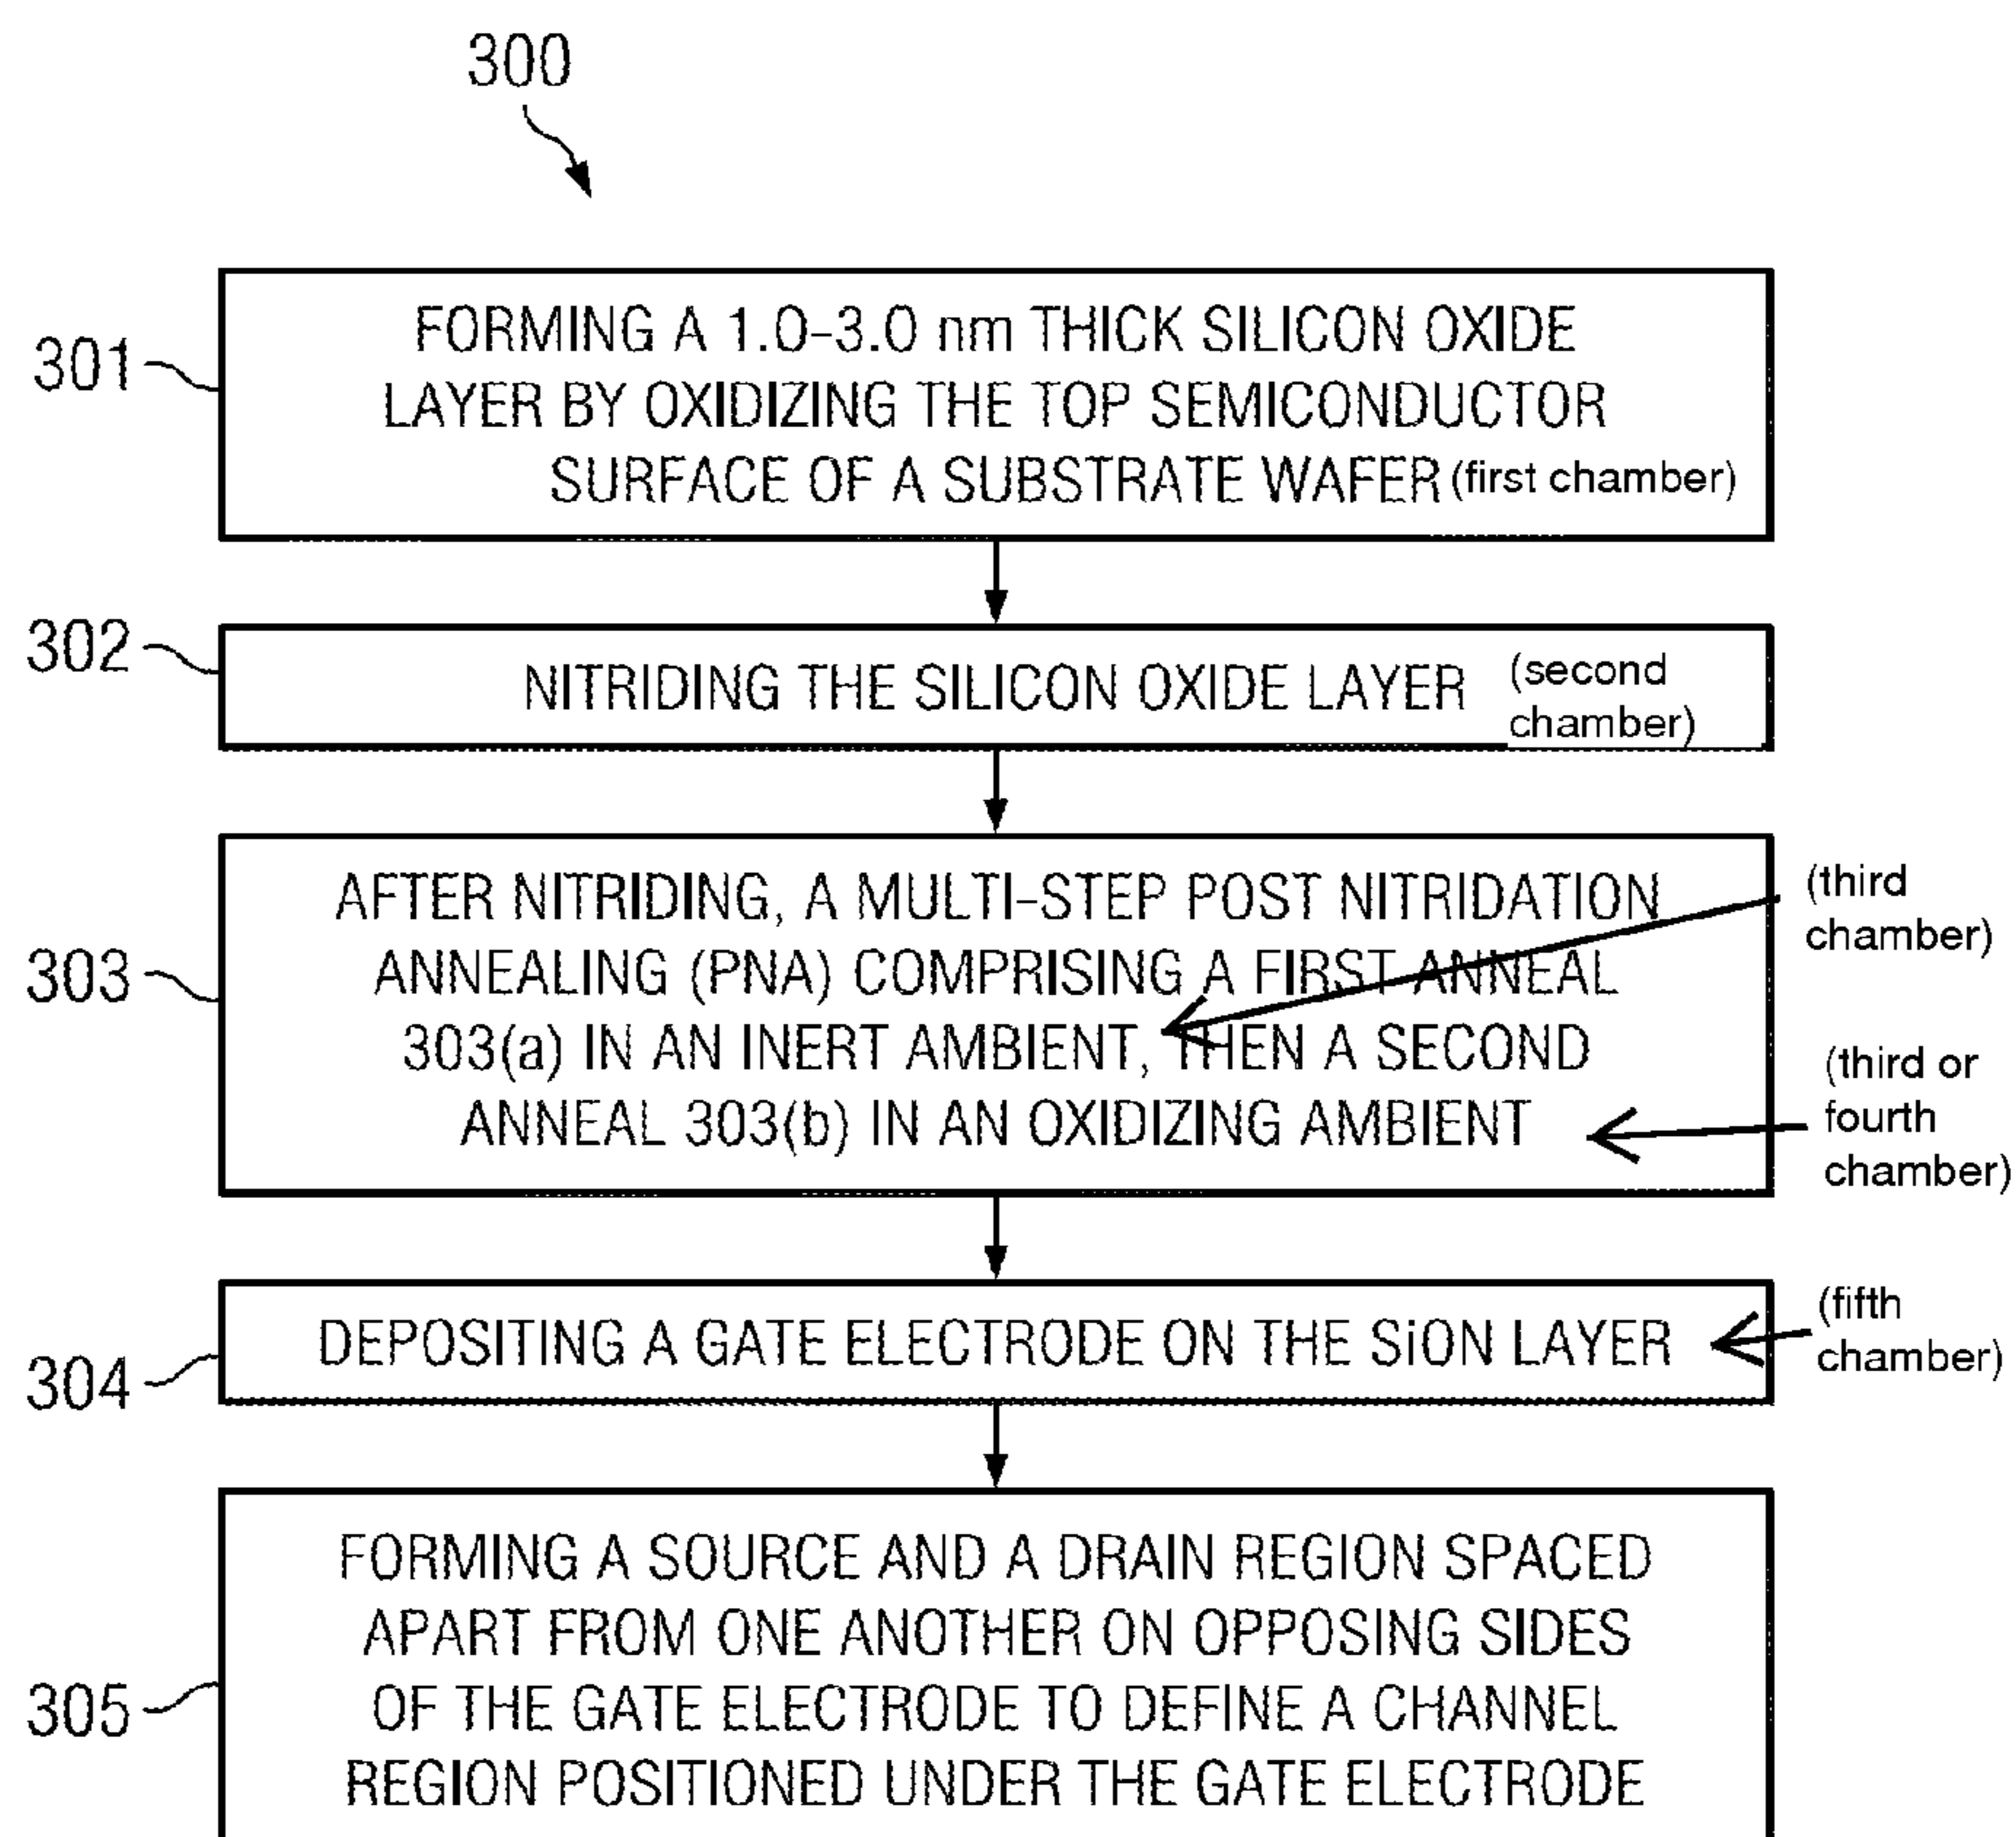 300
301
FORMING A 1.0-3.0 nm THICK SILICON OXIDE
LAYER BY OXIDIZING THE TOP SEMICONDUCTOR
SURFACE OF A SUBSTRATE WAFER (first chamber)
302
NITRIDING THE SILICON OXIDE LAYER
(second
chamber)
303
AFTER NITRIDING, A MULTI-STEP POST NITRIDATION
ANNEALING (PNA) COMPRISING A FIRST ANNEAL
303(a) IN AN INERT AMBIENT, THEN A SECOND
ANNEAL 303(b) IN AN OXIDIZING AMBIENT
(third
chamber)
(third or
fourth
chamber)
304
DEPOSITING A GATE ELECTRODE ON THE SiON LAYER
(fifth
chamber)
305
FORMING A SOURCE AND A DRAIN REGION SPACED
APART FROM ONE ANOTHER ON OPPOSING SIDES
OF THE GATE ELECTRODE TO DEFINE A CHANNEL
REGION POSITIONED UNDER THE GATE ELECTRODE